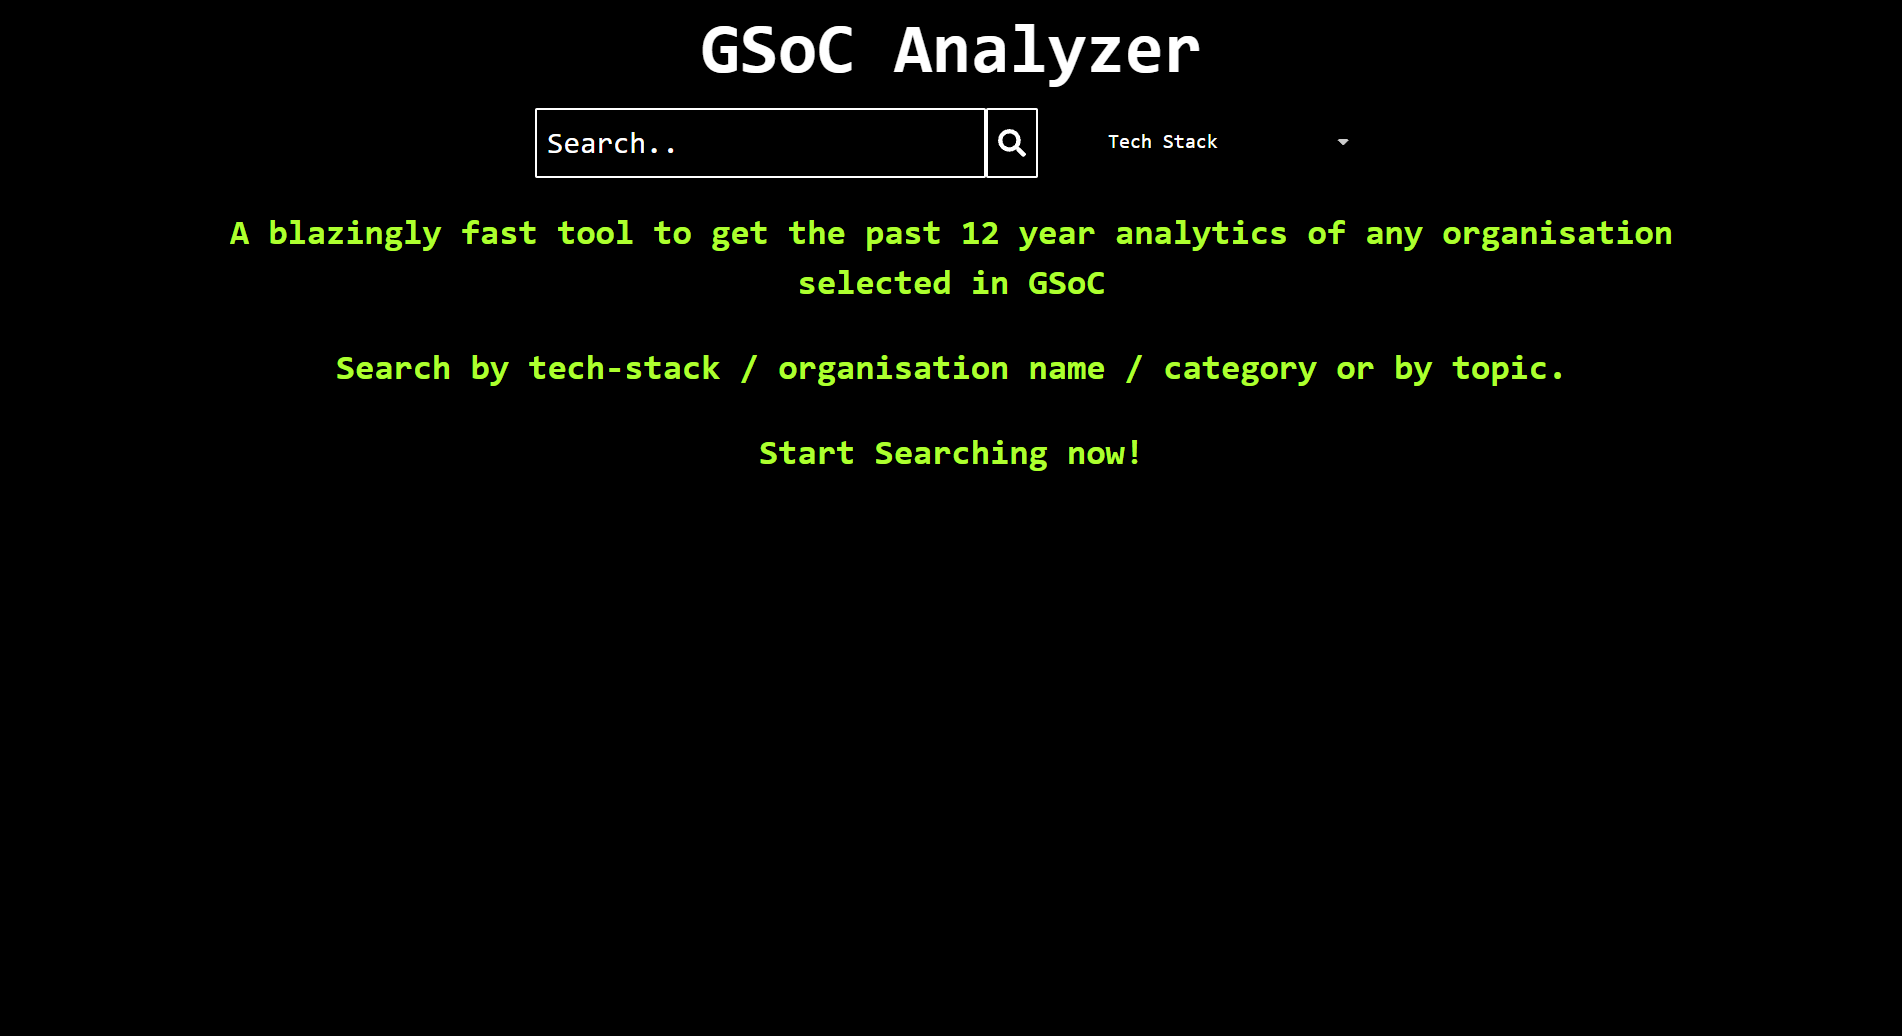 GSoC Analyzer
Search..
Tech Stack
A blazingly fast tool to get the past 12 year analytics of any organisation
selected in GSoC
Search by tech-stack / organisation name / category or by topic.
Start Searching now!